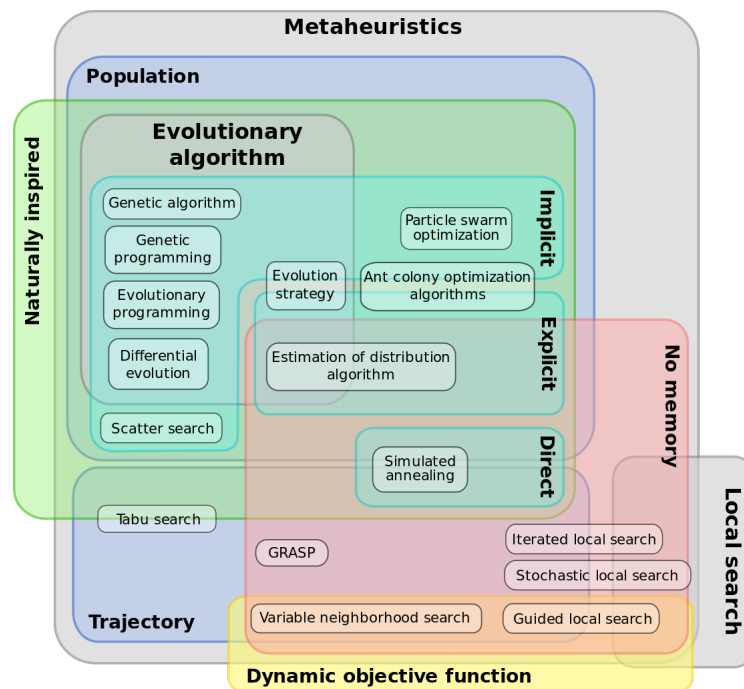 Metaheuristics
Population
Naturally inspired
Evolutionary
algorithm
Implicit
Genetic algorithm
Particle swarm
optimization
Genetic
programming
Evolution
strategy
Ant colony optimization
algorithms
Evolutionary
programming
Explicit
No memory
Differential
evolution
Estimation of distribution
algorithm
Scatter search
Direct
Simulated
annealing
Local search
Tabu search
GRASP
Iterated local search
Stochastic local search
Trajectory
Variable neighborhood search
Guided local search
Dynamic objective function